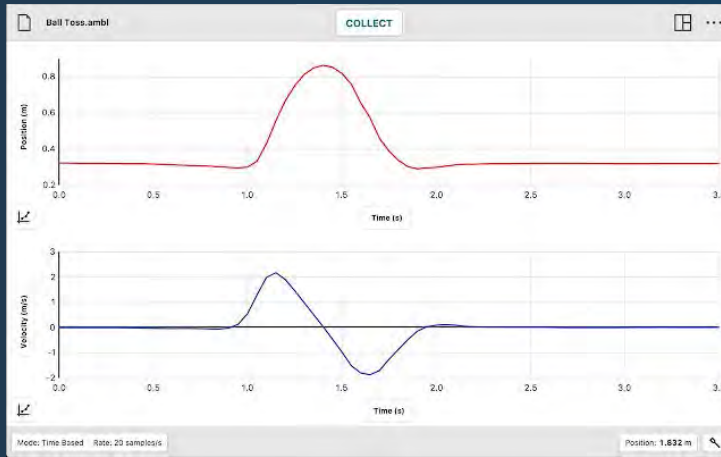 Ball Toss.ambl
COLLECT
Position (m)
0.8
0.6
0.4
0.2
0.0 0.5 1.0 1.5 2.0 2.5 3.0 3.
Time (s)
Velocity (m/s)
3
2
1
0
-1
-2
0.0 0.5 1.0 1.5 2.0 2.5 3.0 3.
Time (s)
Mode: Time Based Rate: 20 samples/s
Position: 1.632 m